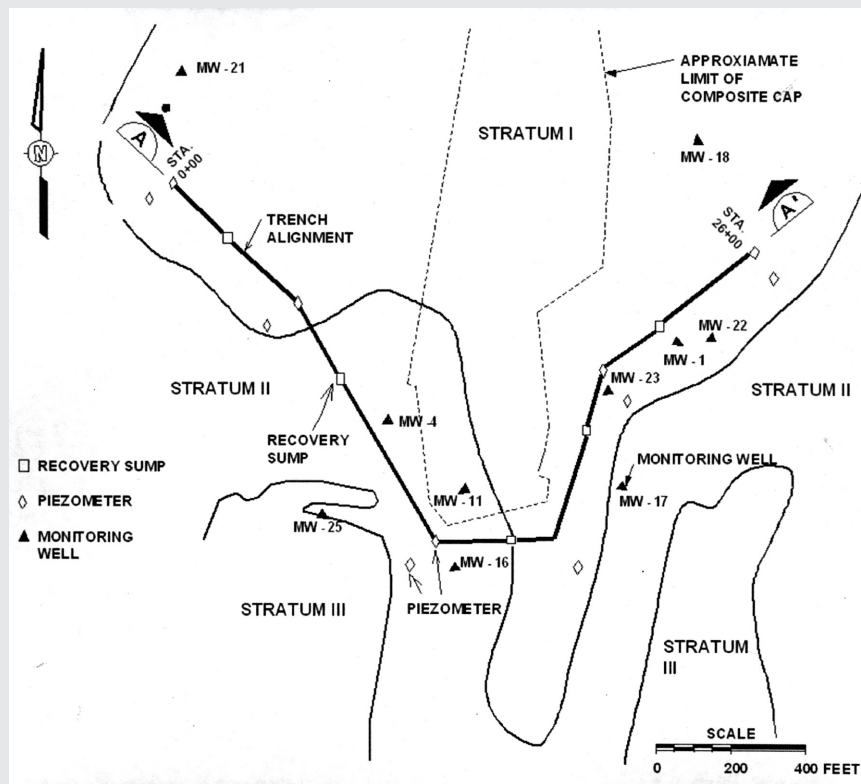 MW - 21
APPROXIAMATE
LIMIT OF
COMPOSITE CAP
STRATUM I
MW - 18
A
STA.
0+00
N
A'
STA.
26+00
TRENCH
ALIGNMENT
MW - 22
MW - 1
MW - 23
STRATUM II
STRATUM II
MW -4
RECOVERY
SUMP
MONITORING WELL
RECOVERY SUMP
PIEZOMETER
MONITORING
WELL
MW - 11
MW - 17
MW - 25
MW - 16
PIEZOMETER
STRATUM III
STRATUM
III
SCALE
0 200 400 FEET